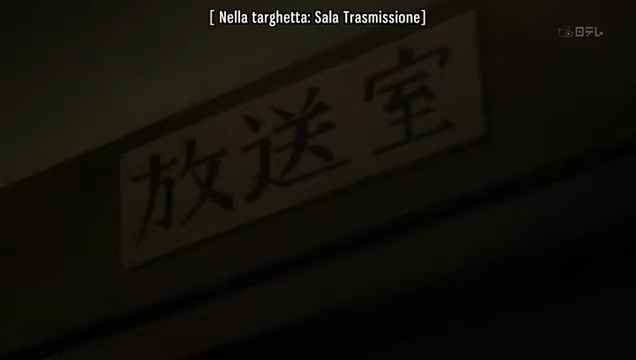 [ Nella targhetta: Sala Trasmissione]
日テレ
放送室